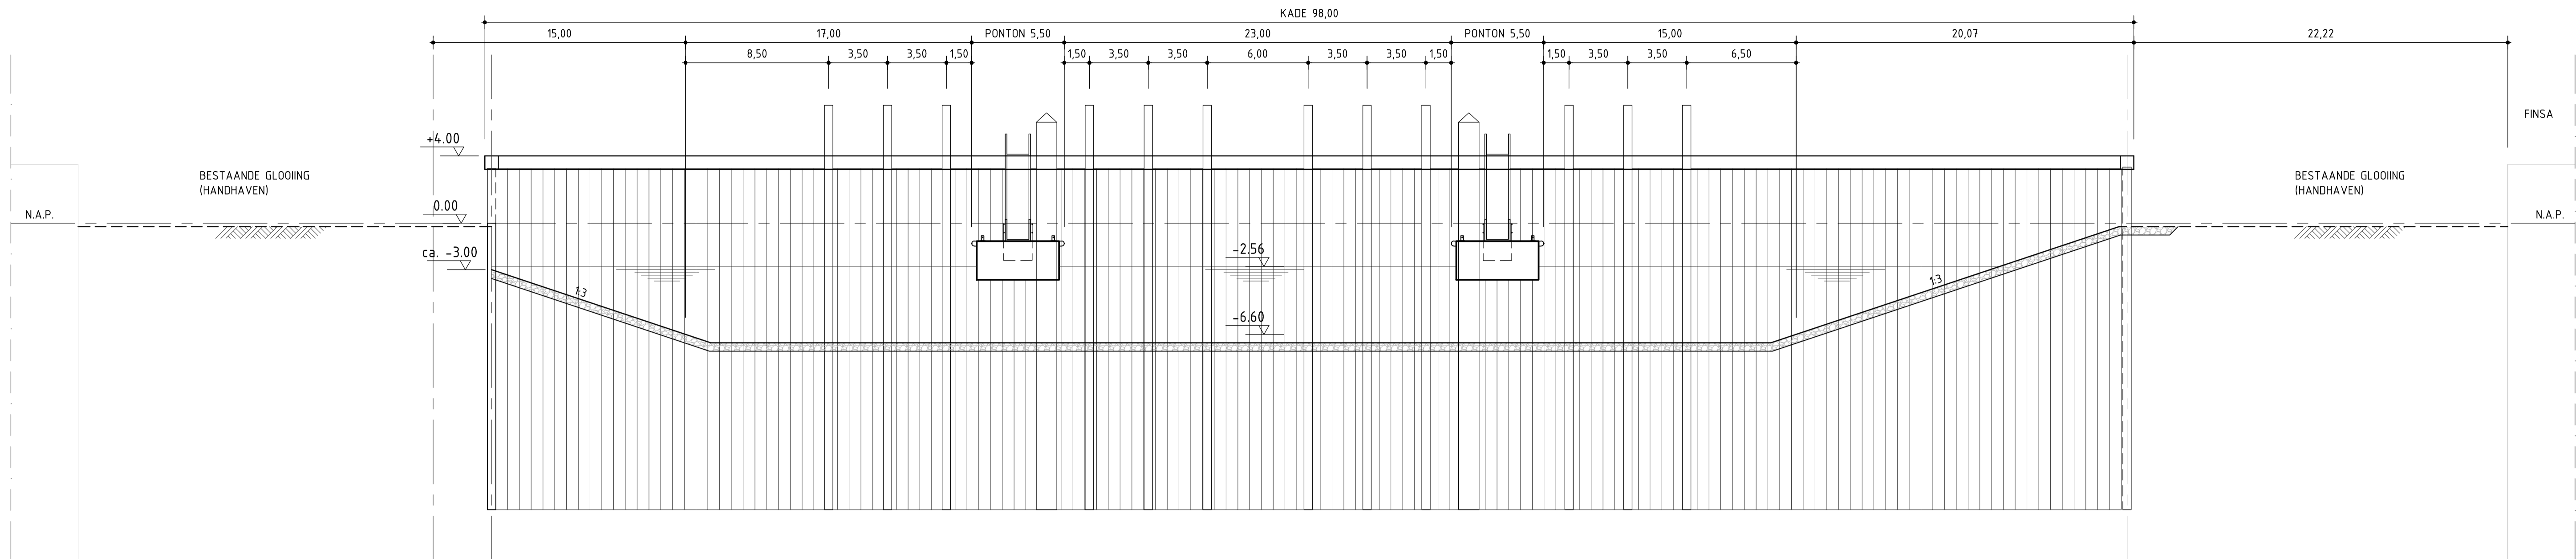 KADE 98,00
15,00 17,00 PONTON 5,50 23,00 PONTON 5,50 15,00 20,07 22,22
8,50 3,50 3,50 1,50 1,50 3,50 3,50 6,00 3,50 3,50 1,50 1,50 3,50 3,50 6,50
FINSA
+4.00
BESTAANDE GLOOIING
(HANDHAVEN)
BESTAANDE GLOOIING
(HANDHAVEN)
N.A.P.
0.00
N.A.P.
ca. -3.00
-2.56
1:3
1:3
-6.60